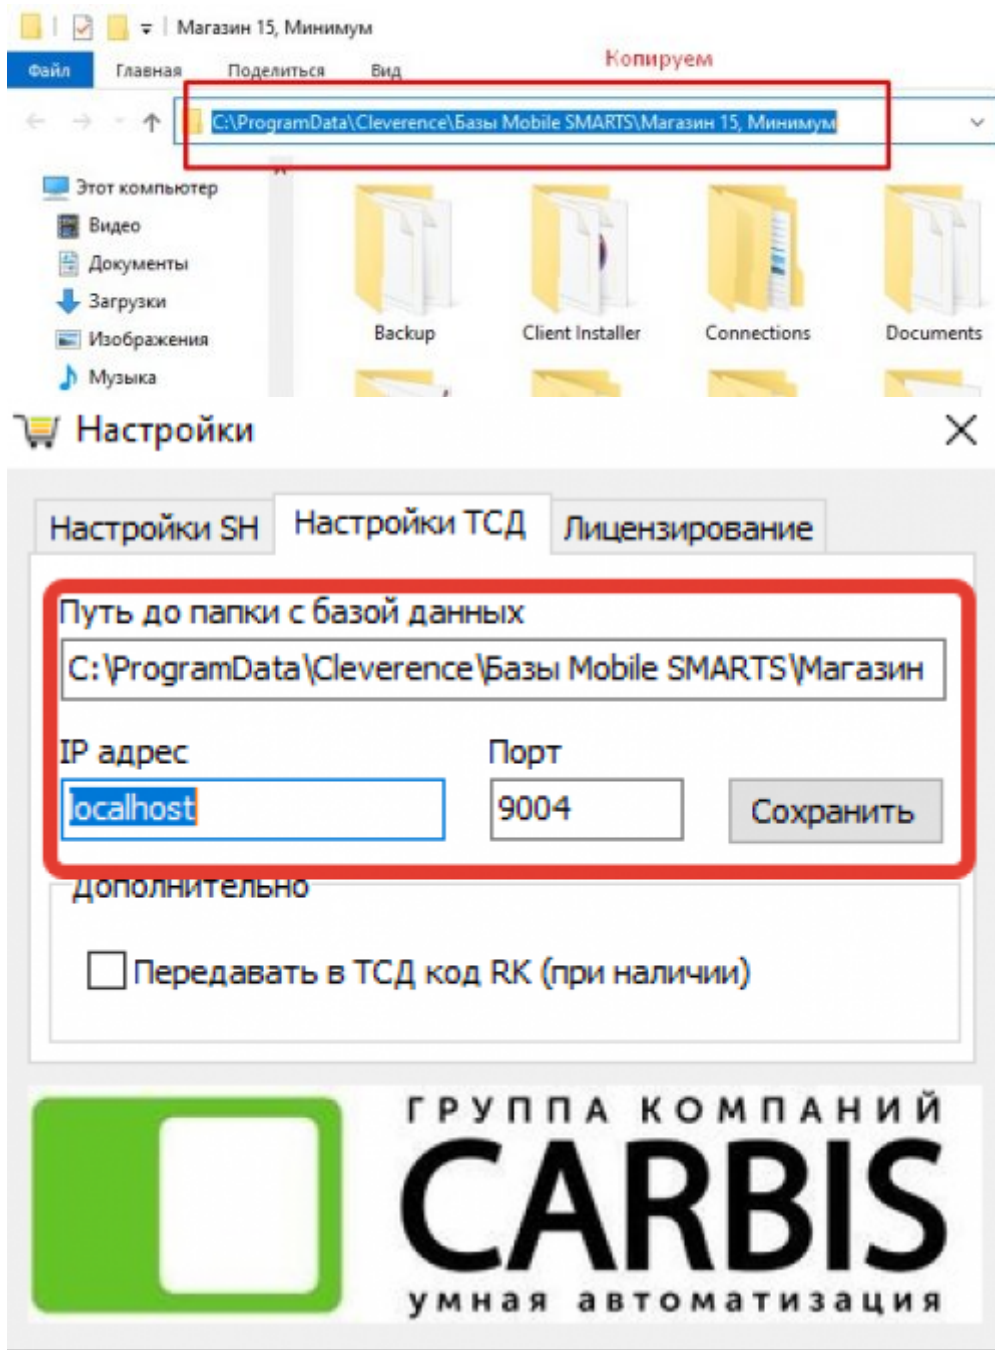 Магазин 15, Минимум
Файл Главная Поделиться Вид
Копируем
C:\ProgramData\Cleverence\Базы Mobile SMARTS\Магазин 15, Минимум
Этот компьютер
Видео
Документы
Загрузки
Изображения
Музыка
Backup Client Installer Connections Documents
Настройки
Настройки SH Настройки ТСД Лицензирование
Путь до папки с базой данных
C:\ProgramData\Cleverence\Базы Mobile SMARTS\Магазин
IP адрес Порт
localhost 9004 Сохранить
Дополнительно
Передавать в ТСД код RK (при наличии)
ГРУППА КОМПАНИЙ
CARBIS
умная автоматизация